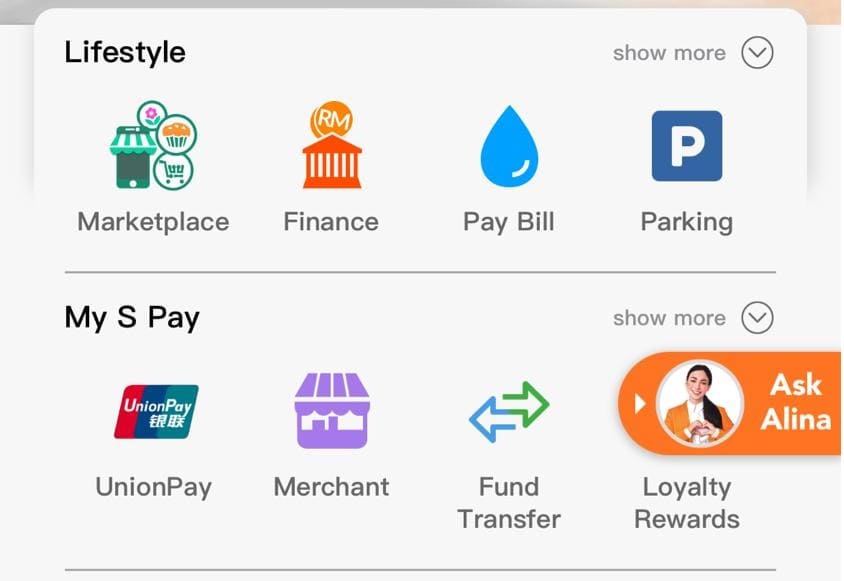 Lifestyle
show more
RM
P
Marketplace
Finance
Pay Bill
Parking
My S Pay
show more
Ask
Alina
UnionPay
银联
UnionPay
Merchant
Fund
Transfer
Loyalty
Rewards